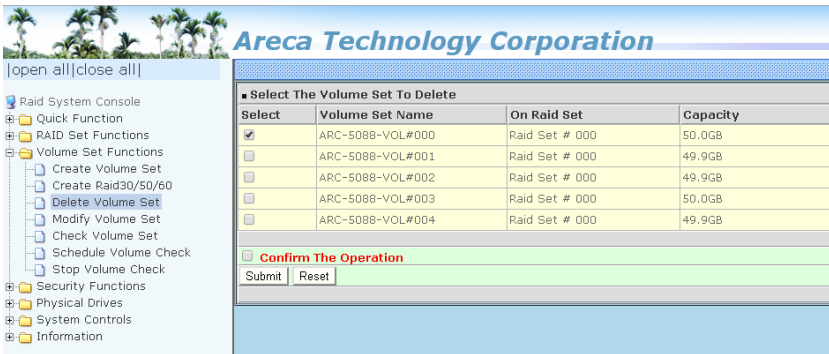 Areca Technology Corporation
|open all|close all|
Raid System Console
Quick Function
RAID Set Functions
Volume Set Functions
Create Volume Set
Create Raid30/50/60
Delete Volume Set
Modify Volume Set
Check Volume Set
Schedule Volume Check
Stop Volume Check
Security Functions
Physical Drives
System Controls
Information
Select The Volume Set To Delete
Select Volume Set Name On Raid Set Capacity
ARC-5088-VOL#000 Raid Set # 000 50.0GB
ARC-5088-VOL#001 Raid Set # 000 49.9GB
ARC-5088-VOL#002 Raid Set # 000 49.9GB
ARC-5088-VOL#003 Raid Set # 000 50.0GB
ARC-5088-VOL#004 Raid Set # 000 49.9GB
Confirm The Operation
Submit Reset